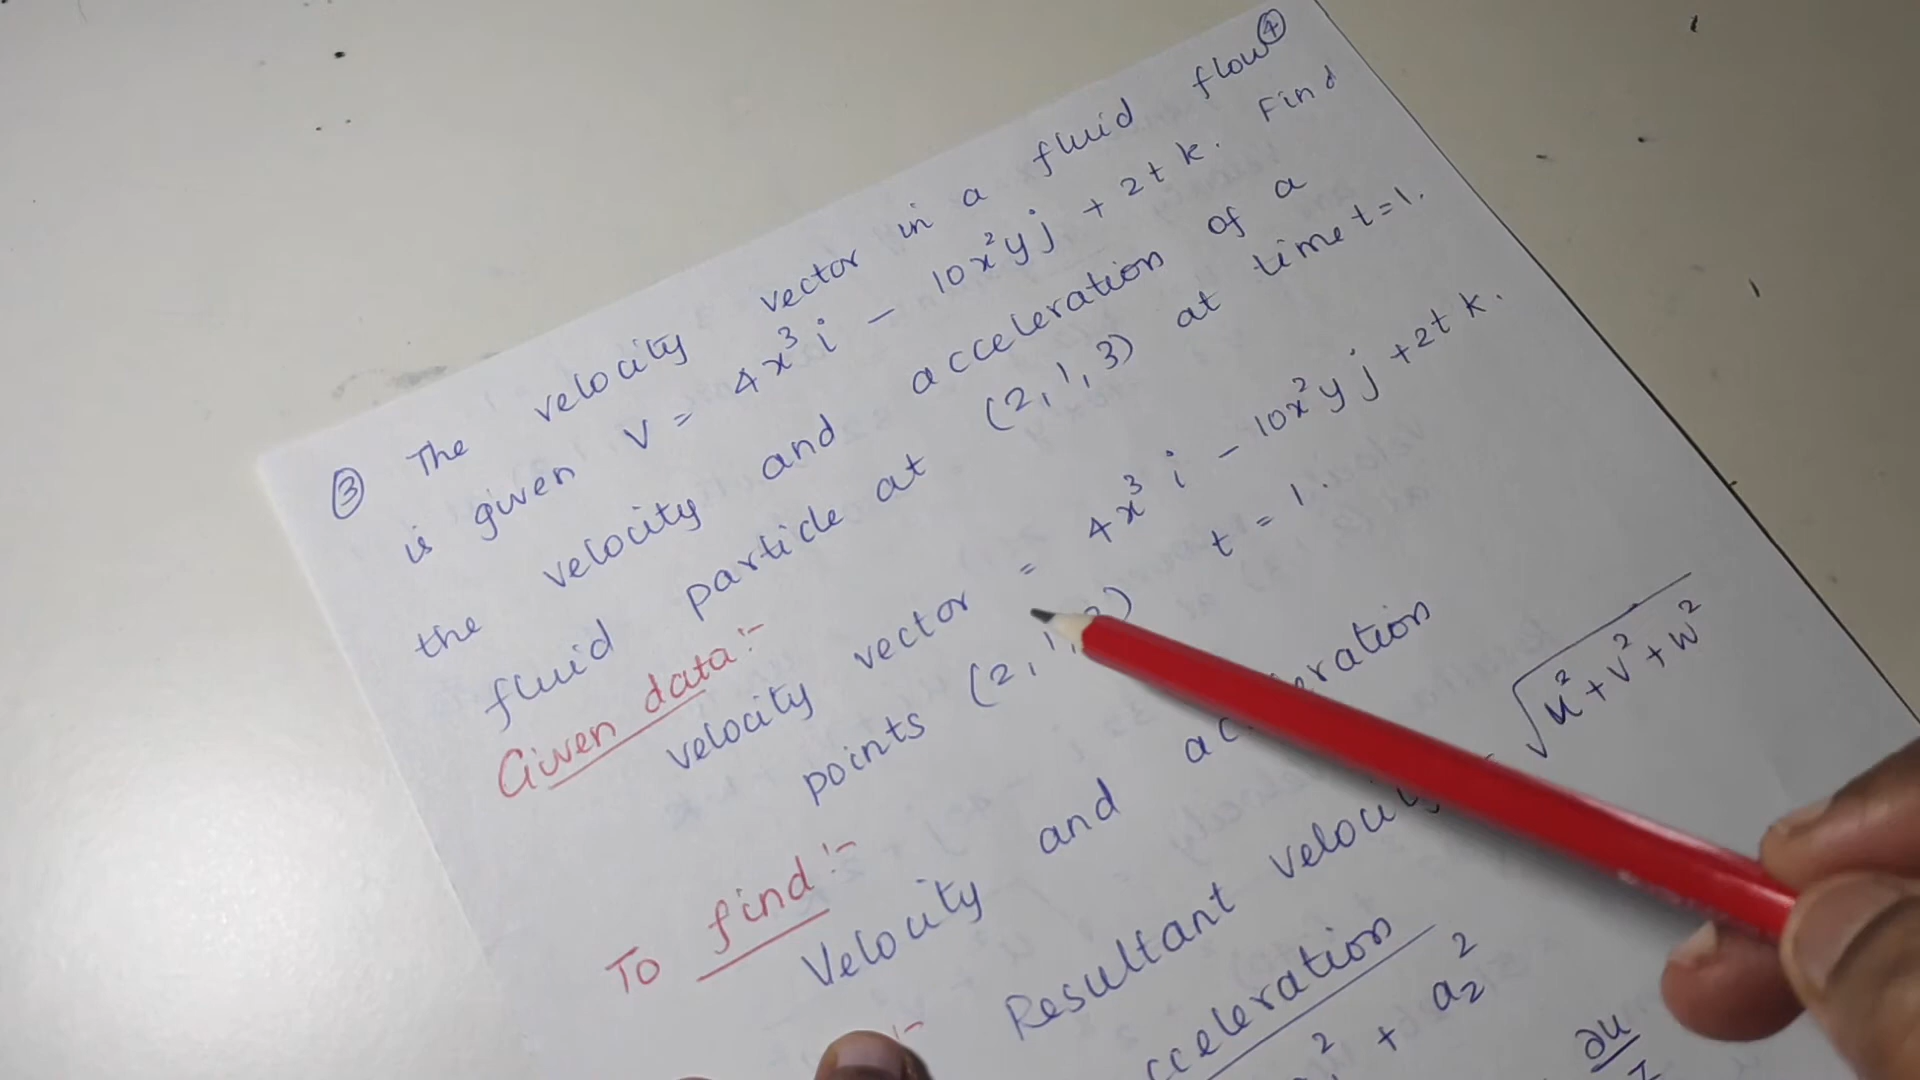 ④
③ The velocity vector in a fluid flow
is given V = 4x³ i − 10x²y j + 2t k. Find
the velocity and acceleration of a
fluid particle at (2, 1, 3) at time t = 1.
Given data:-
velocity vector = 4x³ i − 10x²y j + 2t k.
points (2, 1, t = 1.
To find :-
Velocity and
Resultant = √u² + v² + w²
² + a₂²
∂u